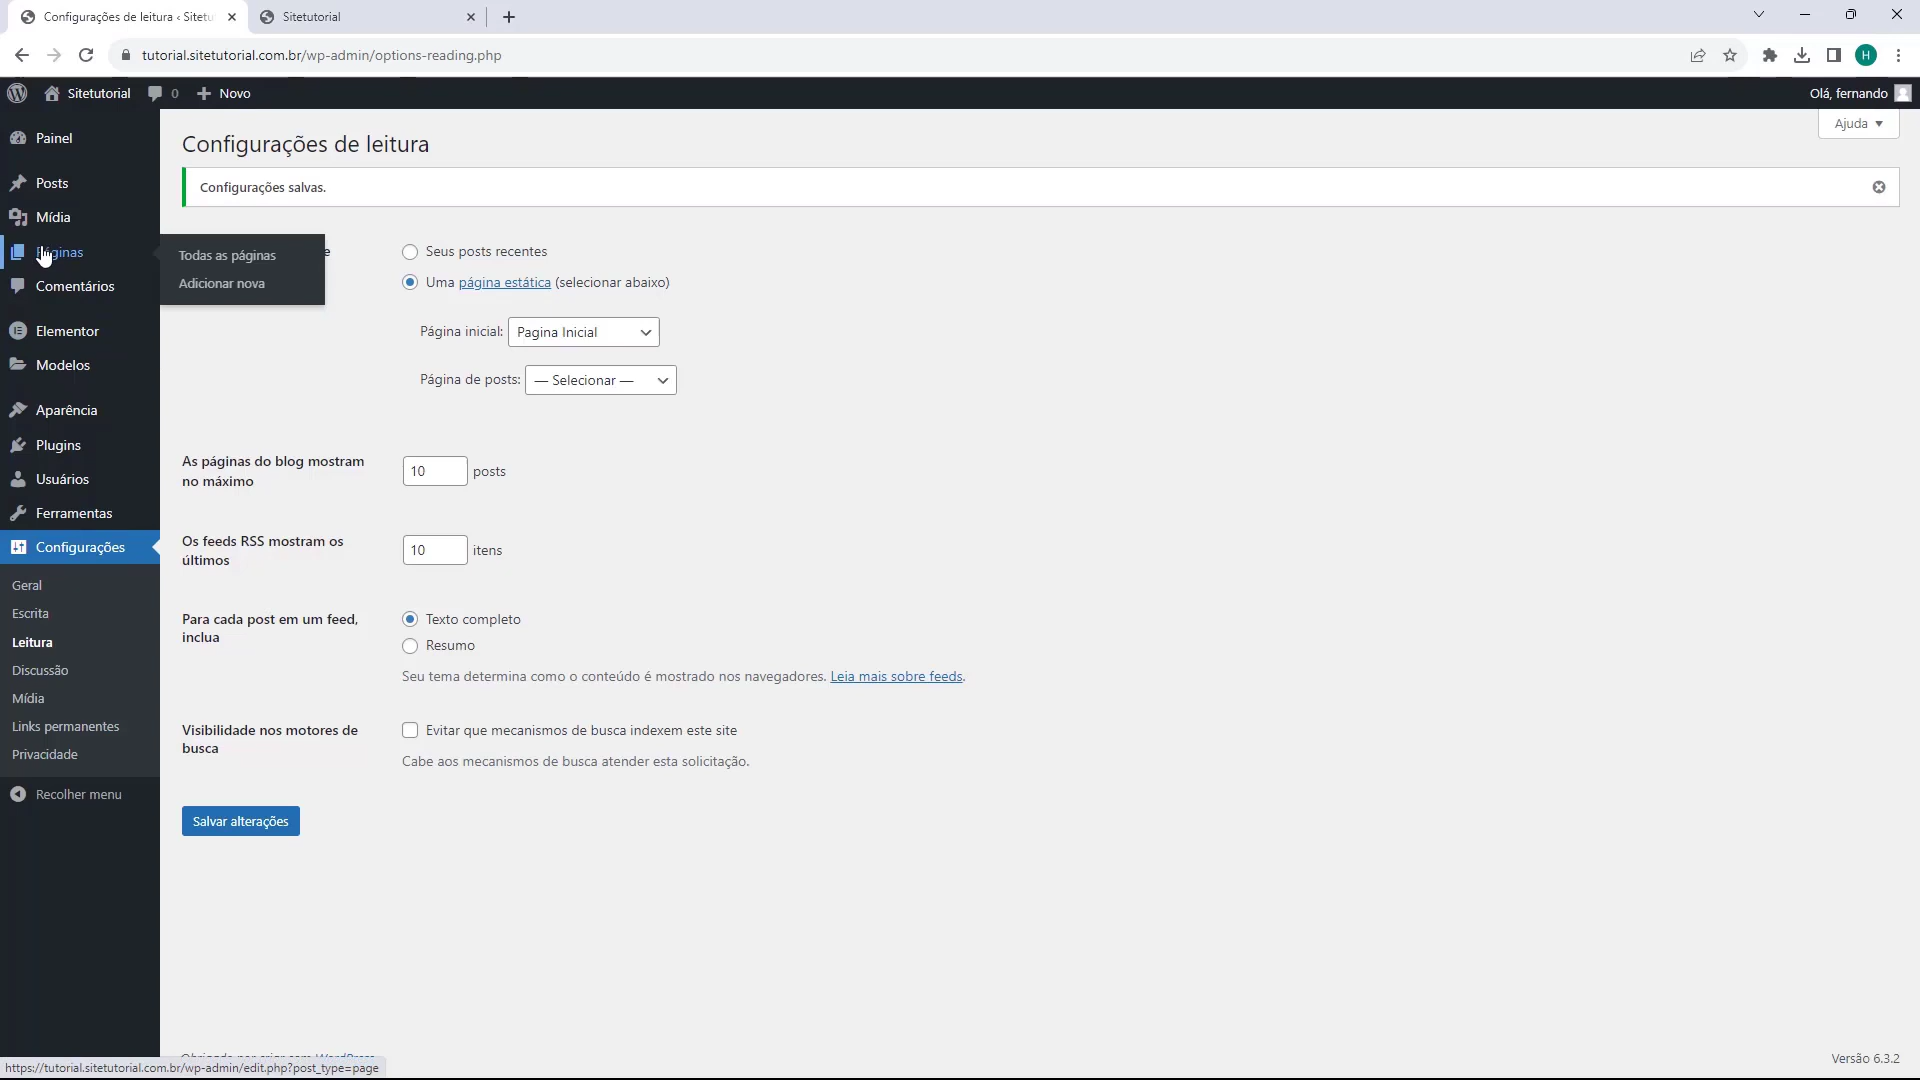 Configurações de leitura ‹ Sitetu
Sitetutorial
tutorial.sitetutorial.com.br/wp-admin/options-reading.php
H
Sitetutorial
0
Novo
Olá, fernando
Painel
Posts
Mídia
Páginas
Comentários
Elementor
Modelos
Aparência
Plugins
Usuários
Ferramentas
Configurações
Geral
Escrita
Leitura
Discussão
Mídia
Links permanentes
Privacidade
Recolher menu
Todas as páginas
Adicionar nova
Ajuda
Configurações de leitura
Configurações salvas.
Seus posts recentes
Uma página estática (selecionar abaixo)
Página inicial: Pagina Inicial
Página de posts: — Selecionar —
As páginas do blog mostram
no máximo
10 posts
Os feeds RSS mostram os
últimos
10 itens
Para cada post em um feed,
inclua
Texto completo
Resumo
Seu tema determina como o conteúdo é mostrado nos navegadores. Leia mais sobre feeds.
Visibilidade nos motores de
busca
Evitar que mecanismos de busca indexem este site
Cabe aos mecanismos de busca atender esta solicitação.
Salvar alterações
Versão 6.3.2
https://tutorial.sitetutorial.com.br/wp-admin/edit.php?post_type=page